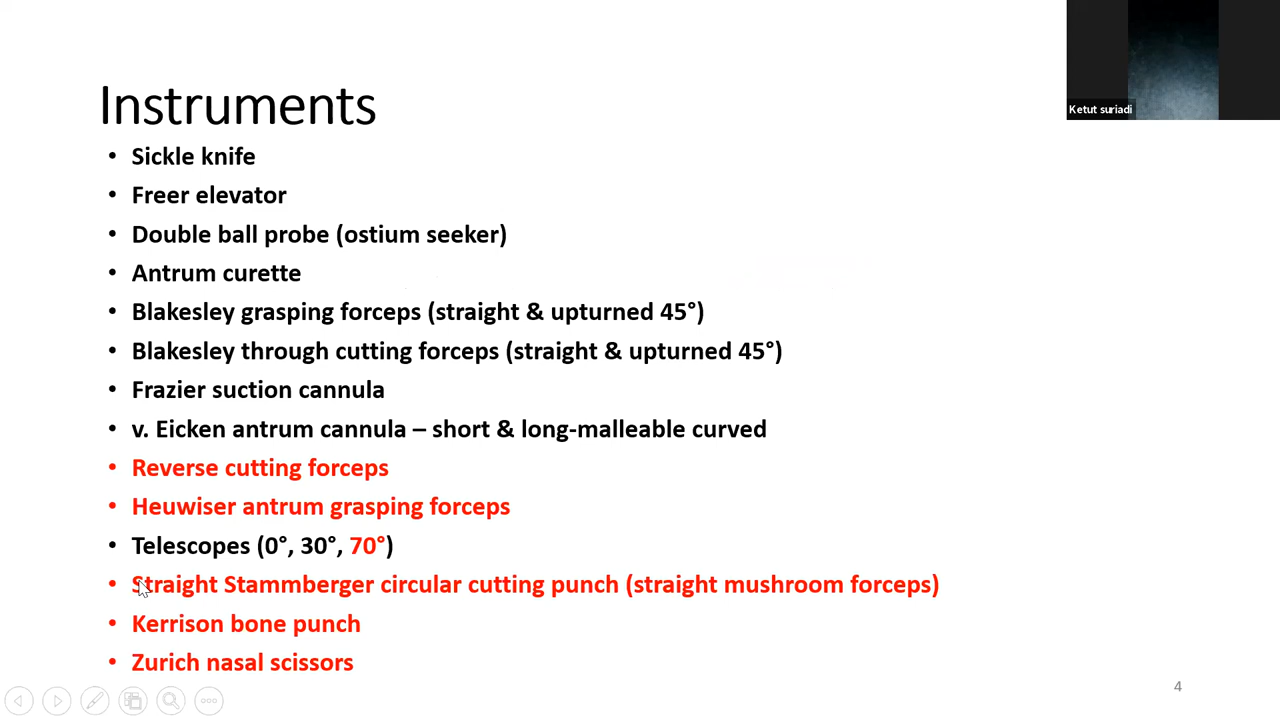 Ketut suriadi
Instruments
• Sickle knife
• Freer elevator
• Double ball probe (ostium seeker)
• Antrum curette
• Blakesley grasping forceps (straight & upturned 45°)
• Blakesley through cutting forceps (straight & upturned 45°)
• Frazier suction cannula
• v. Eicken antrum cannula – short & long-malleable curved
• Reverse cutting forceps
• Heuwiser antrum grasping forceps
• Telescopes (0°, 30°, 70°)
• Straight Stammberger circular cutting punch (straight mushroom forceps)
• Kerrison bone punch
• Zurich nasal scissors
4